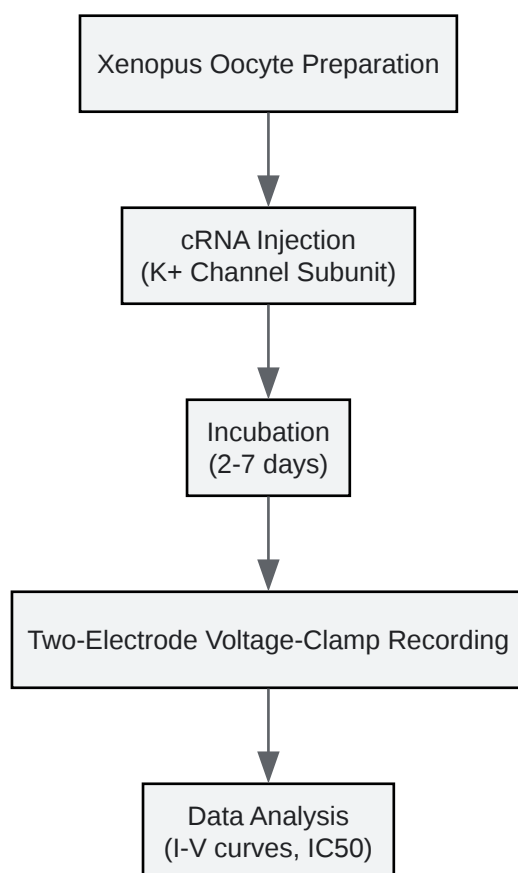 Xenopus Oocyte Preparation
cRNA Injection
(K+ Channel Subunit)
Incubation
(2-7 days)
Two-Electrode Voltage-Clamp Recording
Data Analysis
(I-V curves, IC50)